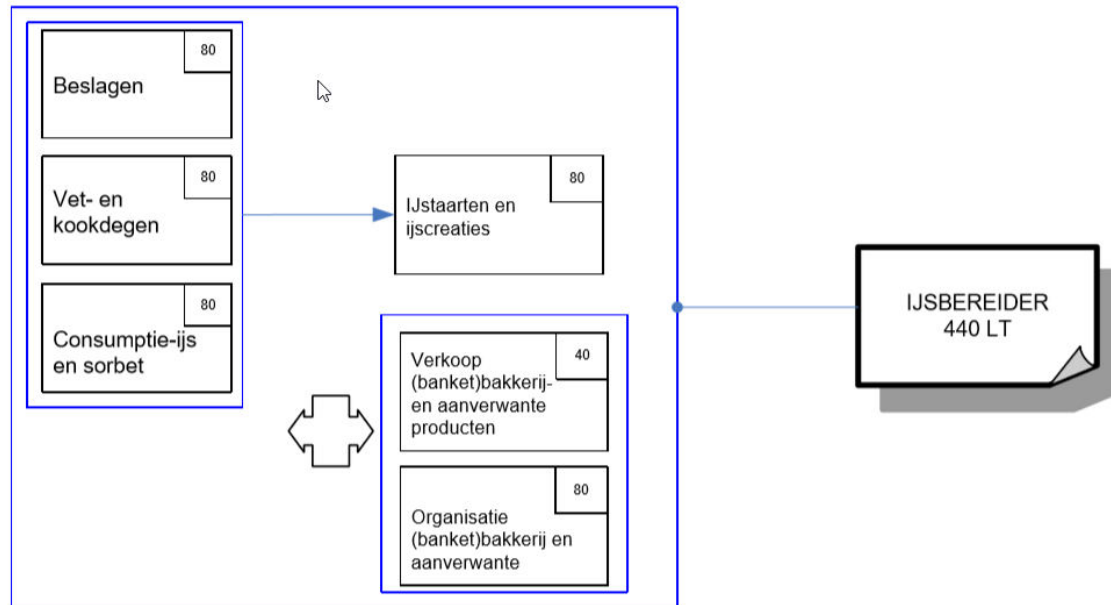 80
Beslagen
80
Vet- en
kookdegen
80
Consumptie-ijs
en sorbet
80
IJstaarten en
ijscreaties
40
Verkoop
(banket)bakkerij-
en aanverwante
producten
80
Organisatie
(banket)bakkerij en
aanverwante
IJSBEREIDER
440 LT